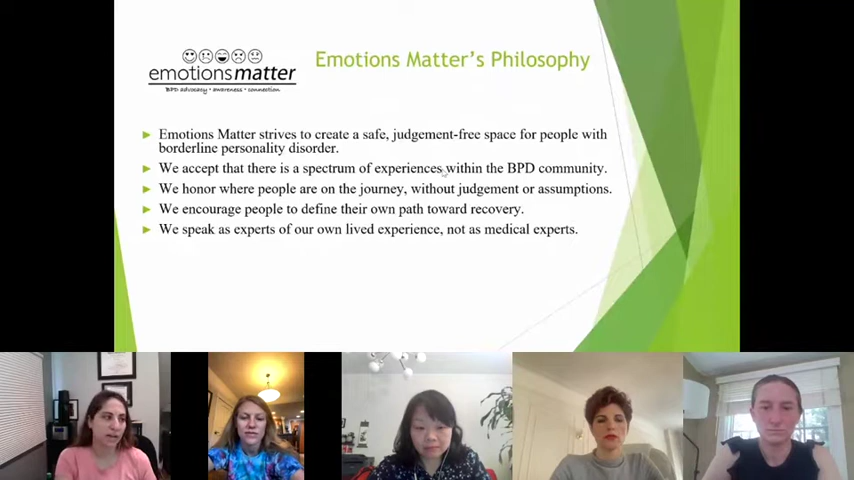 Emotions Matter's Philosophy
emotionsmatter
BPD advocacy • awareness • connection
Emotions Matter strives to create a safe, judgement-free space for people with
borderline personality disorder.
We accept that there is a spectrum of experiences within the BPD community.
We honor where people are on the journey, without judgement or assumptions.
We encourage people to define their own path toward recovery.
We speak as experts of our own lived experience, not as medical experts.